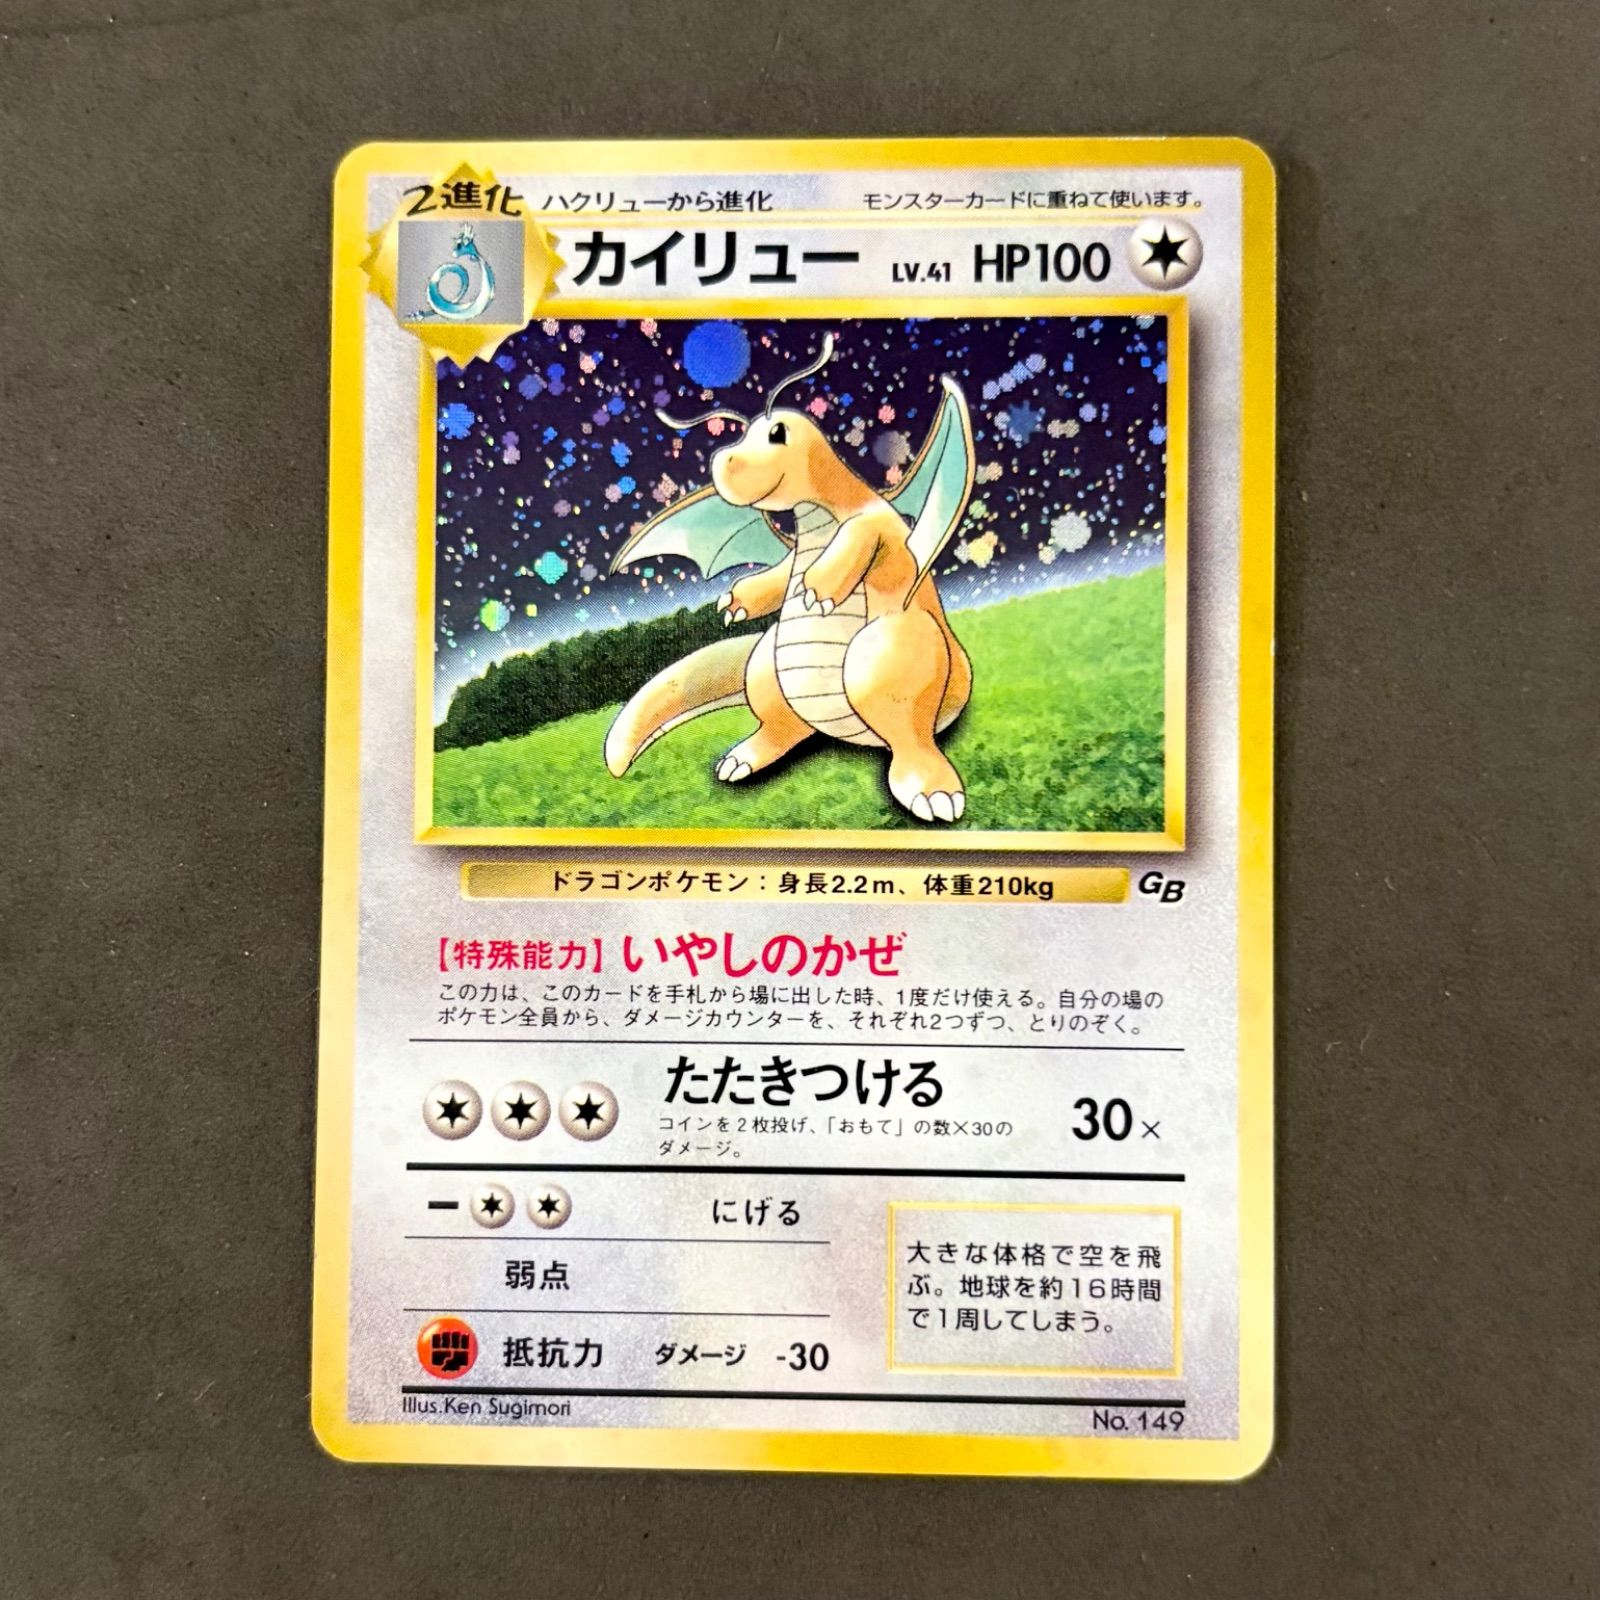 2進化 ハクリューから進化 モンスターカードに重ねて使います。
カイリュー LV.41 HP100
ドラゴンポケモン：身長2.2m、体重210kg GB
【特殊能力】いやしのかぜ
この力は、このカードを手札から場に出した時、1度だけ使える。自分の場の
ポケモン全員から、ダメージカウンターを、それぞれ2つずつ、とりのぞく。
たたきつける 30×
コインを2枚投げ、「おもて」の数×30の
ダメージ。
ー にげる
弱点
抵抗力 ダメージ -30
大きな体格で空を飛
ぶ。地球を約16時間
で1周してしまう。
Illus.Ken Sugimori No. 149